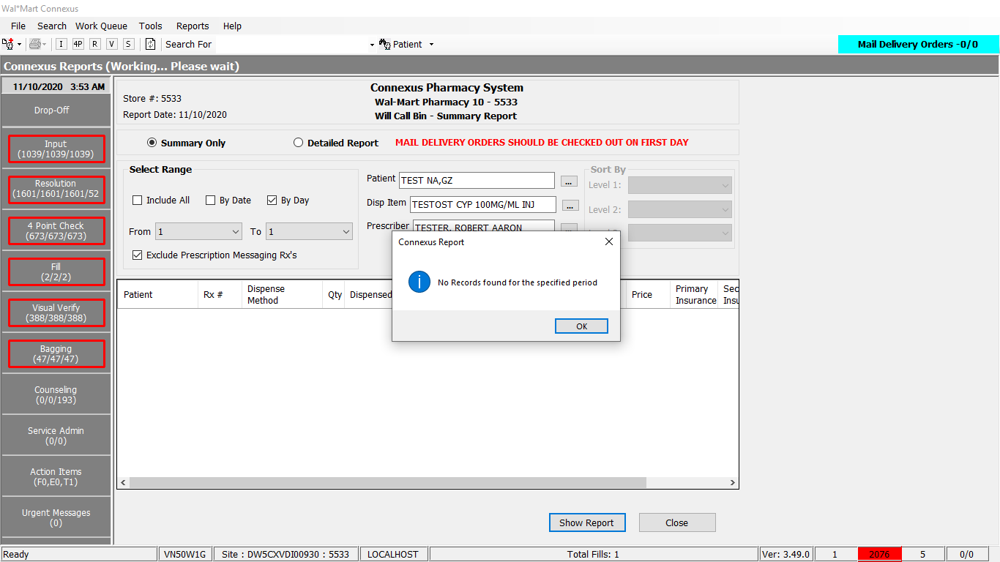 Wal*Mart Connexus
File Search Work Queue Tools Reports Help
I 4P R V S Search For Patient
Mail Delivery Orders -0/0
Connexus Reports (Working... Please wait)
11/10/2020 3:53 AM
Drop-Off
Input
(1039/1039/1039)
Resolution
(1601/1601/1601/52
4 Point Check
(673/673/673)
Fill
(2/2/2)
Visual Verify
(388/388/388)
Bagging
(47/47/47)
Counseling
(0/0/193)
Service Admin
(0/0)
Action Items
(F0,E0,T1)
Urgent Messages
(0)
Connexus Pharmacy System
Store #: 5533
Wal-Mart Pharmacy 10 - 5533
Report Date: 11/10/2020
Will Call Bin - Summary Report
Summary Only Detailed Report MAIL DELIVERY ORDERS SHOULD BE CHECKED OUT ON FIRST DAY
Select Range
Include All By Date By Day
From 1 To 1
Exclude Prescription Messaging Rx's
Patient TEST NA,GZ ...
Disp Item TESTOST CYP 100MG/ML INJ ...
Prescriber TESTER, ROBERT AARON ...
Sort By
Level 1:
Level 2:
Connexus Report
No Records found for the specified period
OK
Patient
Rx #
Dispense
Method
Qty
Dispensed
Price
Primary
Insurance
Sec
Insu
Show Report Close
Ready VN50W1G Site : DW5CXVDI00930 : 5533 LOCALHOST Total Fills: 1 Ver: 3.49.0 1 2076 5 0/0